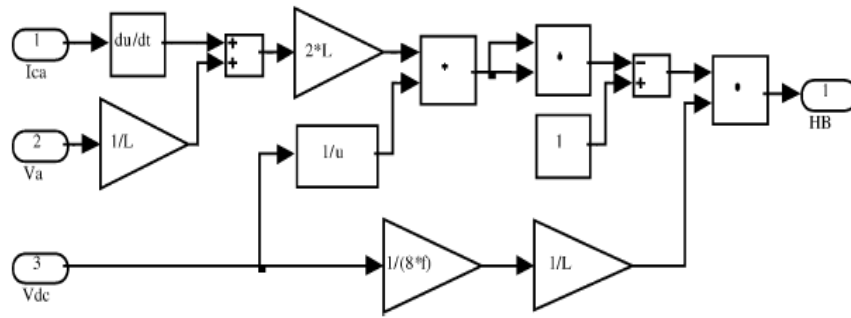 1
Ica
du/dt
+
+
2*L
*
•
−
+
•
1
HB
2
Va
1/L
1/u
1
3
Vdc
1/(8*f)
1/L